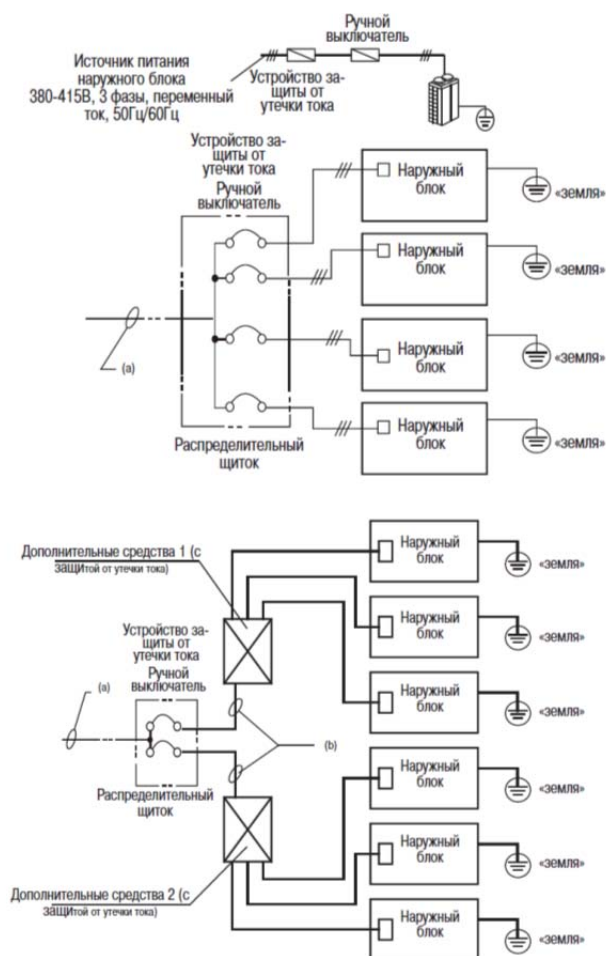 Ручной
выключатель
Источник питания
наружного блока
380-415В, 3 фазы, переменный
ток, 50Гц/60Гц
Устройство за-
щиты от
утечки тока
Устройство за-
щиты от
утечки тока
Ручной
выключатель
Наружный
блок
«земля»
Наружный
блок
«земля»
(a)
Наружный
блок
«земля»
Наружный
блок
«земля»
Распределительный
щиток
Дополнительные средства 1 (с
защитой от утечки тока)
Наружный
блок
«земля»
Устройство за-
щиты от
утечки тока
Ручной
выключатель
Наружный
блок
«земля»
(a)
Наружный
блок
«земля»
(b)
Распределительный
щиток
Наружный
блок
«земля»
Наружный
блок
«земля»
Дополнительные средства 2 (с
защитой от утечки тока)
Наружный
блок
«земля»